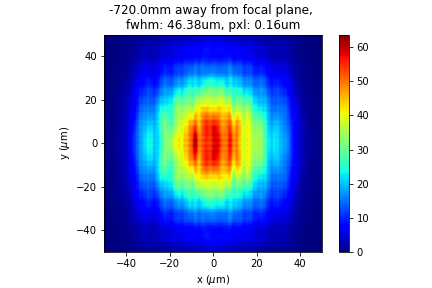 -720.0mm away from focal plane,
fwhm: 46.38um, pxl: 0.16um
40
20
0
−20
−40
y (μm)
−40 −20 0 20 40
x (μm)
60
50
40
30
20
10
0